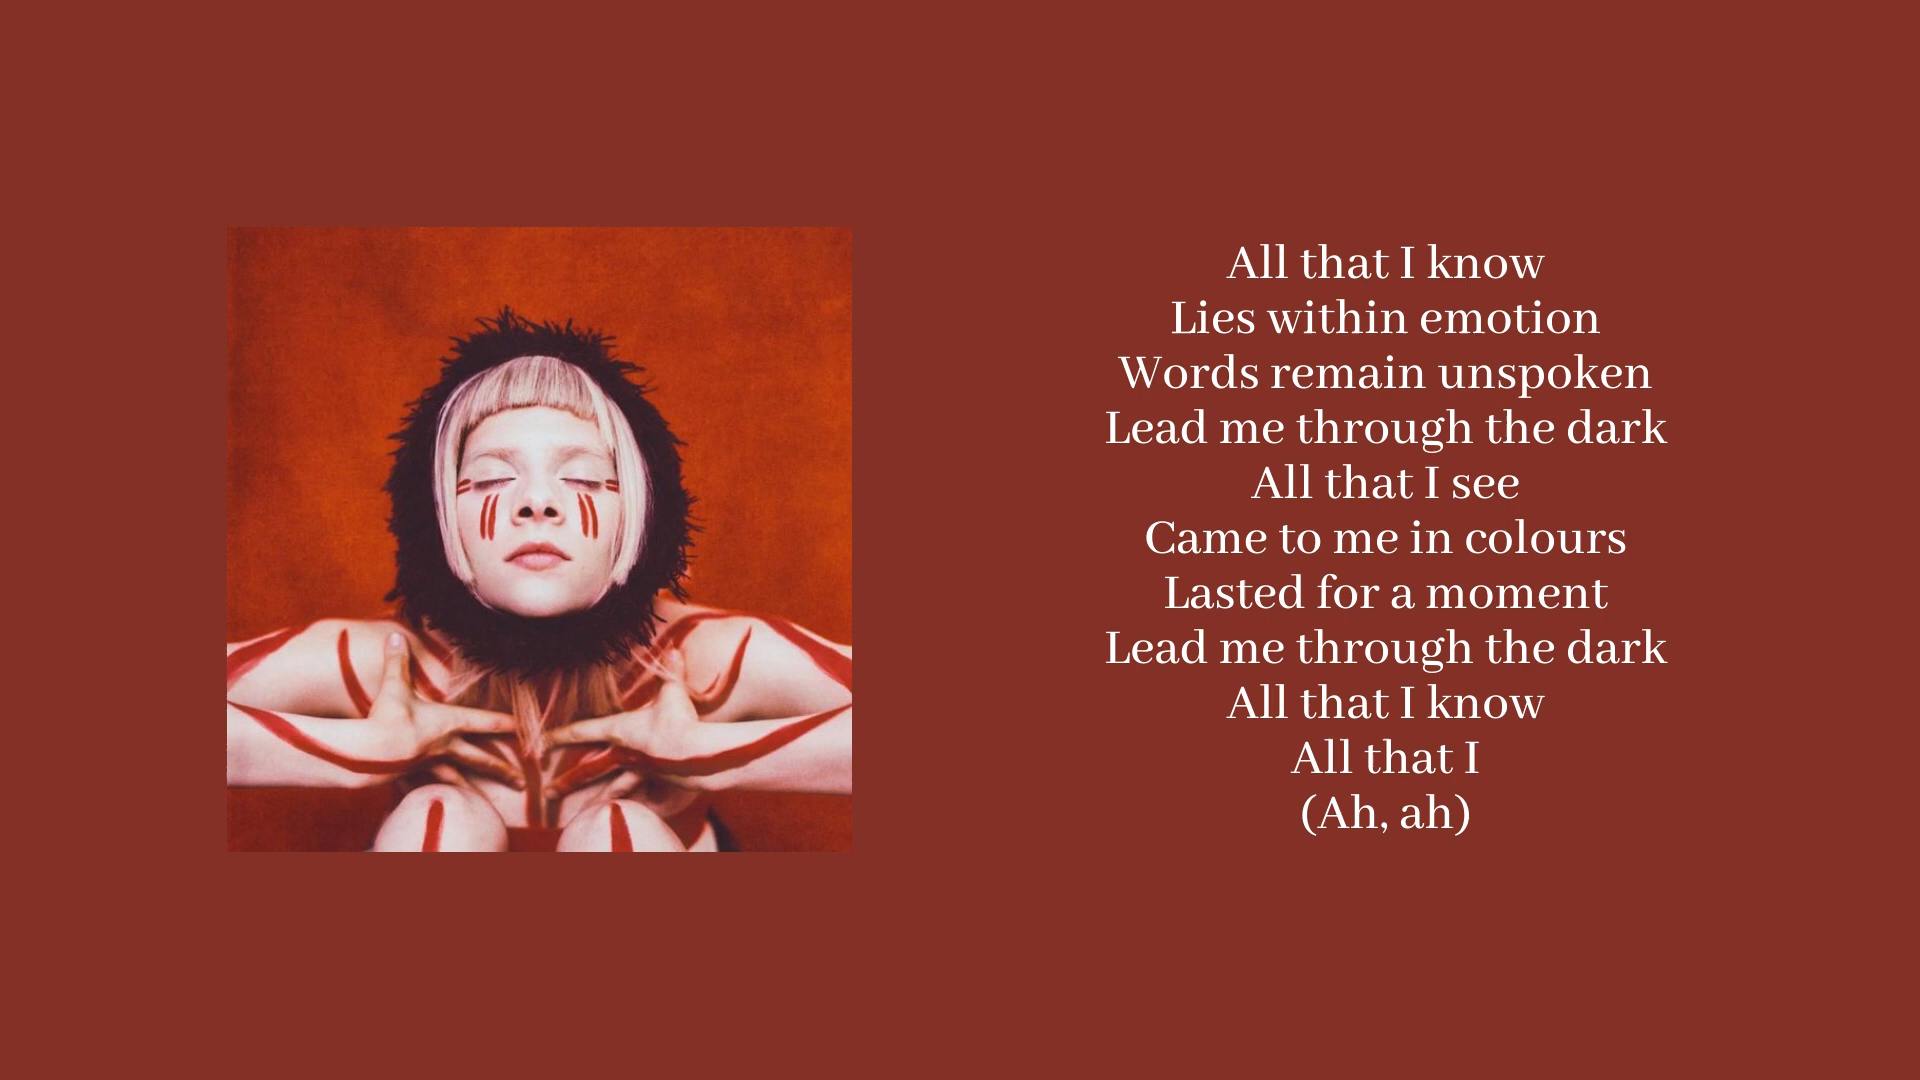 All that I know
Lies within emotion
Words remain unspoken
Lead me through the dark
All that I see
Came to me in colours
Lasted for a moment
Lead me through the dark
All that I know
All that I
(Ah, ah)